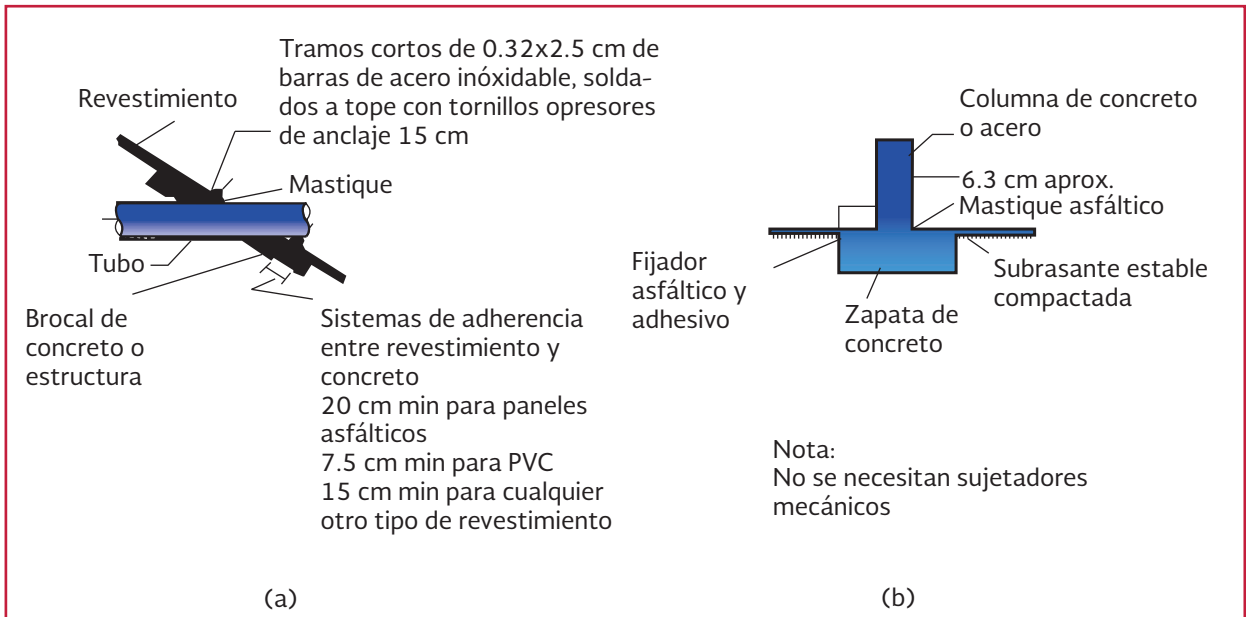 Tramos cortos de 0.32x2.5 cm de
barras de acero inóxidable, solda-
dos a tope con tornillos opresores
de anclaje 15 cm
Revestimiento
Mastique
Tubo
Brocal de
concreto o
estructura
Sistemas de adherencia
entre revestimiento y
concreto
20 cm min para paneles
asfálticos
7.5 cm min para PVC
15 cm min para cualquier
otro tipo de revestimiento
(a)
Columna de concreto
o acero
6.3 cm aprox.
Mastique asfáltico
Fijador
asfáltico y
adhesivo
Subrasante estable
compactada
Zapata de
concreto
Nota:
No se necesitan sujetadores
mecánicos
(b)